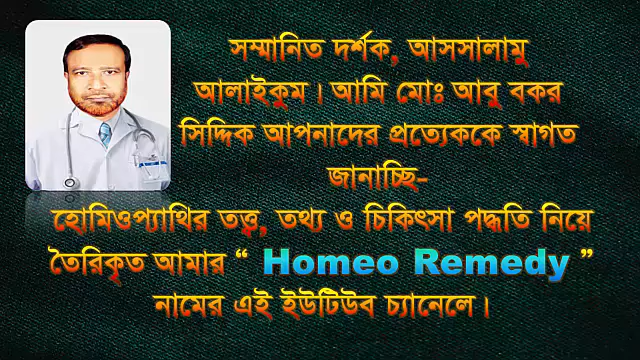 সম্মানিত দর্শক, আসসালামু
আলাইকুম। আমি মোঃ আবু বকর
সিদ্দিক আপনাদের প্রত্যেককে স্বাগত
জানাচ্ছি-
হোমিওপ্যাথির তত্ত্ব, তথ্য ও চিকিৎসা পদ্ধতি নিয়ে
তৈরিকৃত আমার “ Homeo Remedy ”
নামের এই ইউটিউব চ্যানেলে।